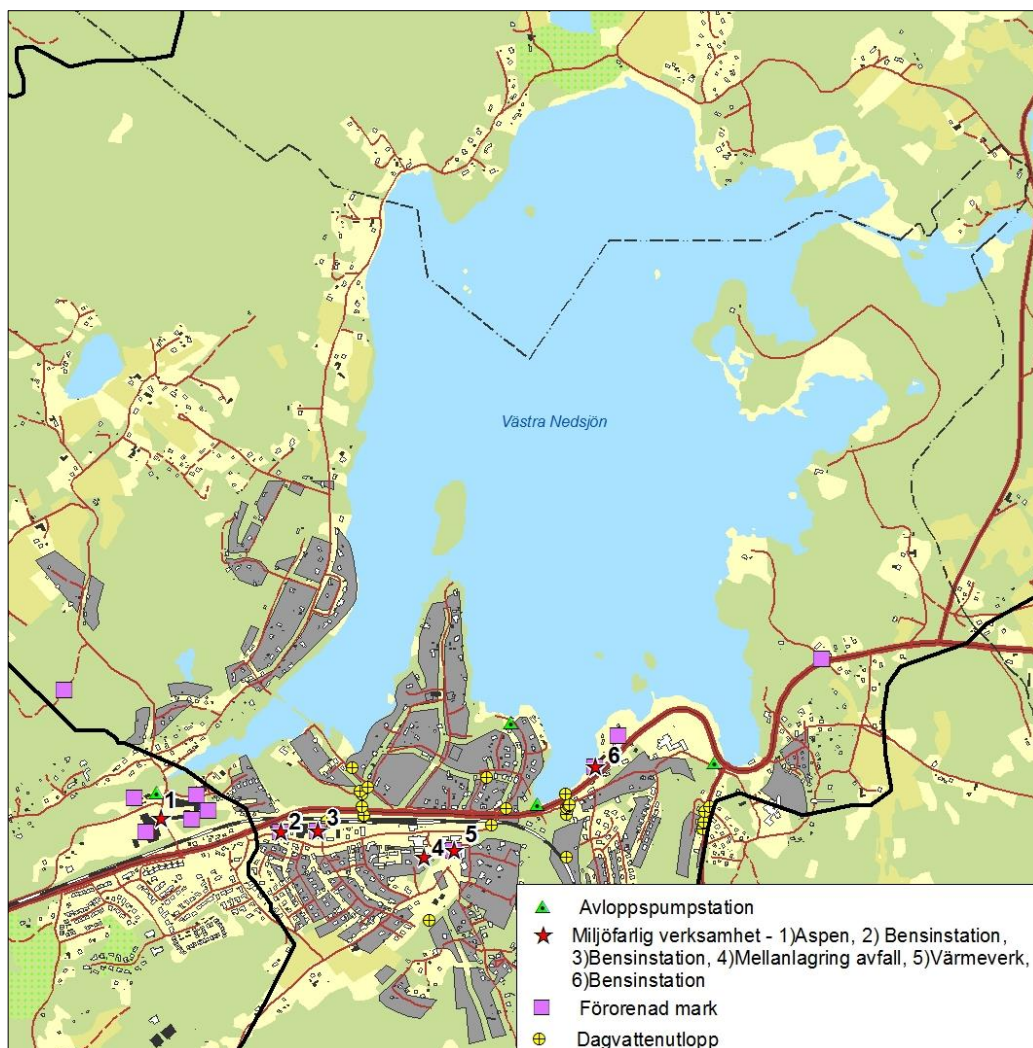 Västra Nedsjön
6
1
2
3
5
4
Avloppspumpstation
Miljöfarlig verksamhet - 1)Aspen, 2) Bensinstation,
3)Bensinstation, 4)Mellanlagring avfall, 5)Värmeverk,
6)Bensinstation
Förorenad mark
Dagvattenutlopp